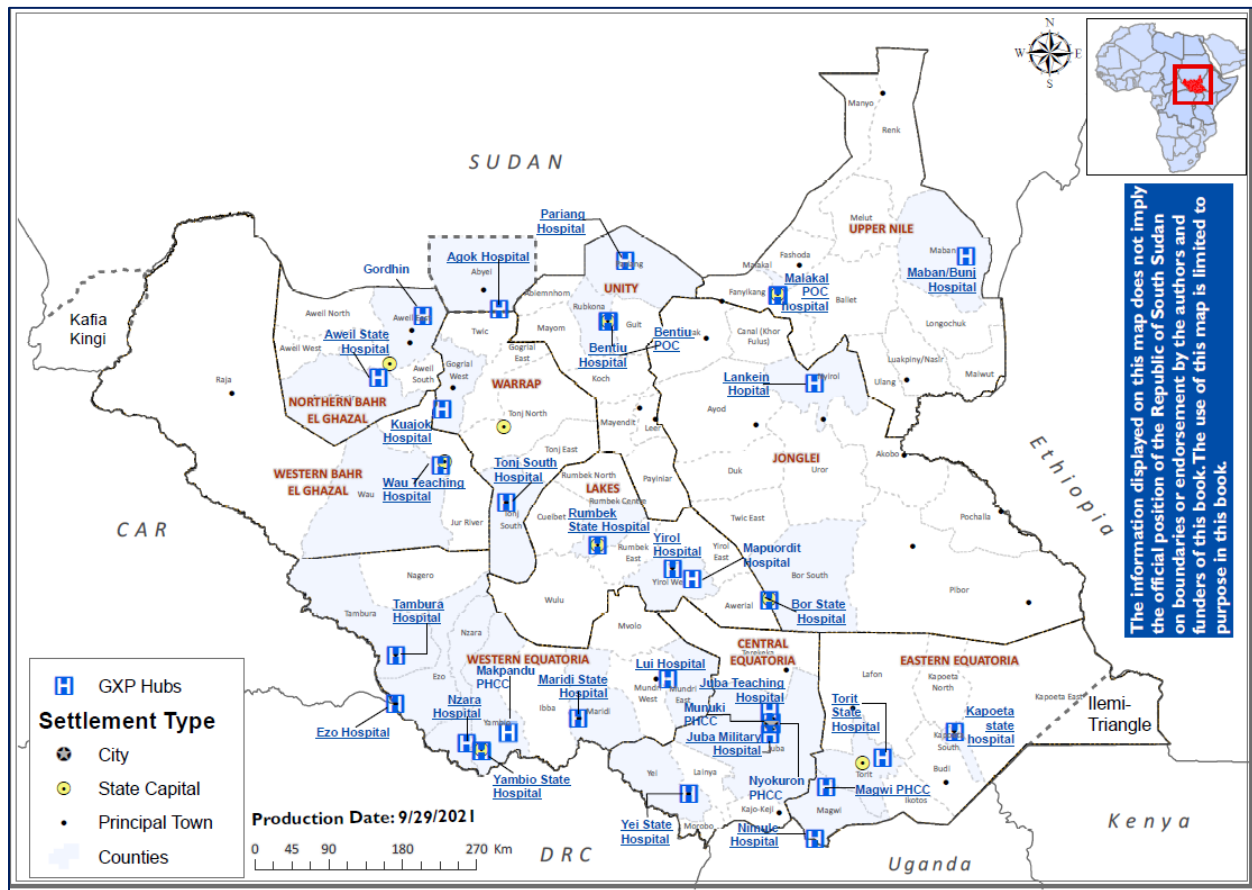 N
W
E
S
SUDAN
Manyo
Renk
Melut
UPPER NILE
Maban
Maban/Bunj
Hospital
Fashoda
Malakal
Malakal
POC
hospital
Panyikang
Ballet
Longochuk
Luakpiny/Nasir
Maiwut
Ulang
Pariang
Hospital
UNITY
Agok Hospital
Abyei
Gordhin
Abiemnhom
Rubkona
Guit
Mayom
Bentiu
Hospital
Bentiu
POC
Koch
Canal (Khor
Fulus)
Lankein
Hopital
Ayod
Kafia
Kingi
Aweil North
Aweil East
Aweil State
Hospital
Aweil West
Aweil
South
Raja
NORTHERN BAHR
EL GHAZAL
Twic
Gogrial
East
Gogrial
West
WARRAP
Kuajok
Hospital
Tonj North
Tonj East
Mayendit
Leer
WESTERN BAHR
EL GHAZAL
Wau
Wau Teaching
Hospital
Jur River
Tonj South
Hospital
Tonj
South
Rumbek North
LAKES
Rumbek Centre
Cueibet
Rumbek
State Hospital
Rumbek
East
Payinjar
Duk
JONGLEI
Uror
Akobo
Twic East
Pochalla
Yirol
Hospital
Yirol
East
Yirol West
Mapuordit
Hospital
Awerial
Bor South
Bor State
Hospital
Pibor
Wulu
CAR
Ethiopia
Nagero
Tambura
Tambura
Hospital
Nzara
Ezo
WESTERN EQUATORIA
Makpandu
PHCC
Maridi State
Hospital
Ibba
Maridi
Nzara
Hospital
Yambio
Ezo Hospital
Yambio State
Hospital
Mvolo
Lui Hospital
Mundri
West
Mundri
East
CENTRAL
EQUATORIA
Terekeka
Juba Teaching
Hospital
Munuki
PHCC
Juba Military
Hospital
Juba
Nyokuron
PHCC
Yei
Lainya
Yei State
Hospital
Morobo
Kajo-Keji
Nimule
Hospital
EASTERN EQUATORIA
Lafon
Kapoeta
North
Kapoeta East
Torit
State
Hospital
Kapoeta
state
hospital
Kapoeta
South
Torit
Budi
Ikotos
Magwi
Magwi PHCC
Ilemi-
Triangle
Kenya
Uganda
DRC
GXP Hubs
Settlement Type
City
State Capital
Principal Town
Counties
Production Date: 9/29/2021
0 45 90 180 270 Km
The information displayed on this map does not imply
the official position of the Republic of South Sudan
on boundaries or endorsement by the authors and
funders of this book. The use of this map is limited to
purpose in this book.